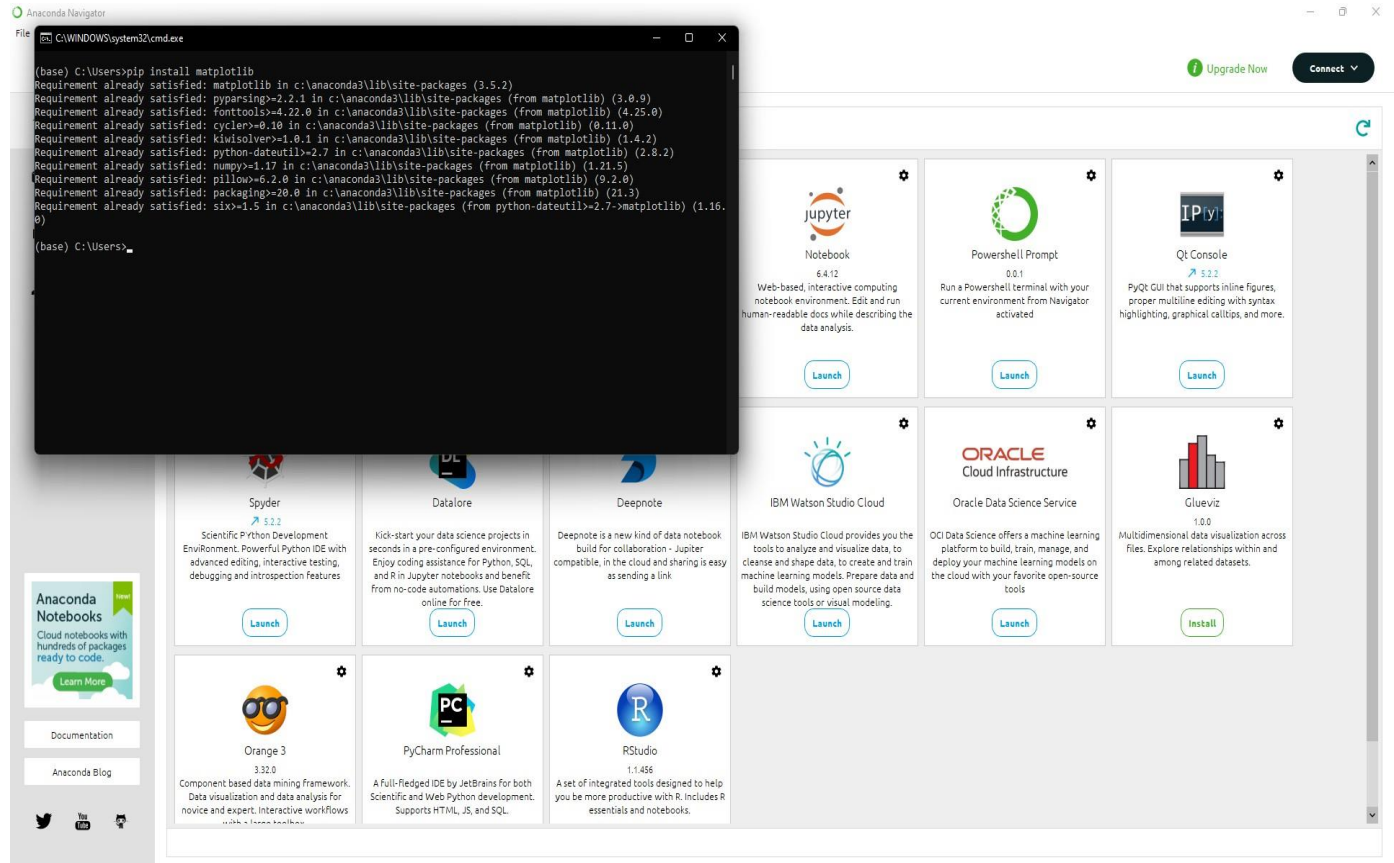 Anaconda Navigator
File
C:\WINDOWS\system32\cmd.exe
(base) C:\Users>pip install matplotlib
Requirement already satisfied: matplotlib in c:\anaconda3\lib\site-packages (3.5.2)
Requirement already satisfied: pyparsing>=2.2.1 in c:\anaconda3\lib\site-packages (from matplotlib) (3.0.9)
Requirement already satisfied: fonttools>=4.22.0 in c:\anaconda3\lib\site-packages (from matplotlib) (4.25.0)
Requirement already satisfied: cycler>=0.10 in c:\anaconda3\lib\site-packages (from matplotlib) (0.11.0)
Requirement already satisfied: kiwisolver>=1.0.1 in c:\anaconda3\lib\site-packages (from matplotlib) (1.4.2)
Requirement already satisfied: python-dateutil>=2.7 in c:\anaconda3\lib\site-packages (from matplotlib) (2.8.2)
Requirement already satisfied: numpy>=1.17 in c:\anaconda3\lib\site-packages (from matplotlib) (1.21.5)
Requirement already satisfied: pillow>=6.2.0 in c:\anaconda3\lib\site-packages (from matplotlib) (9.2.0)
Requirement already satisfied: packaging>=20.0 in c:\anaconda3\lib\site-packages (from matplotlib) (21.3)
Requirement already satisfied: six>=1.5 in c:\anaconda3\lib\site-packages (from python-dateutil>=2.7->matplotlib) (1.16.
0)
(base) C:\Users>
Upgrade Now
Connect
jupyter
Notebook
6.4.12
Web-based, interactive computing
notebook environment. Edit and run
human-readable docs while describing the
data analysis.
Launch
Powershell Prompt
0.0.1
Run a Powershell terminal with your
current environment from Navigator
activated
Launch
IP[y]:
Qt Console
5.2.2
PyQt GUI that supports inline figures,
proper multiline editing with syntax
highlighting, graphical calltips, and more.
Launch
Spyder
5.2.2
Scientific PYthon Development
EnviRonment. Powerful Python IDE with
advanced editing, interactive testing,
debugging and introspection features
Launch
DL
Datalore
Kick-start your data science projects in
seconds in a pre-configured environment.
Enjoy coding assistance for Python, SQL,
and R in Jupyter notebooks and benefit
from no-code automations. Use Datalore
online for free.
Launch
Deepnote
Deepnote is a new kind of data notebook
build for collaboration - Jupiter
compatible, in the cloud and sharing is easy
as sending a link
Launch
IBM Watson Studio Cloud
IBM Watson Studio Cloud provides you the
tools to analyze and visualize data, to
cleanse and shape data, to create and train
machine learning models. Prepare data and
build models, using open source data
science tools or visual modeling.
Launch
ORACLE
Cloud Infrastructure
Oracle Data Science Service
OCI Data Science offers a machine learning
platform to build, train, manage, and
deploy your machine learning models on
the cloud with your favorite open-source
tools
Launch
Glueviz
1.0.0
Multidimensional data visualization across
files. Explore relationships within and
among related datasets.
Install
Anaconda
Notebooks
New!
Cloud notebooks with
hundreds of packages
ready to code.
Learn More
Documentation
Anaconda Blog
You
Tube
Orange 3
3.32.0
Component based data mining framework.
Data visualization and data analysis for
novice and expert. Interactive workflows
with a large toolbox.
PC
PyCharm Professional
A full-fledged IDE by JetBrains for both
Scientific and Web Python development.
Supports HTML, JS, and SQL.
R
RStudio
1.1.456
A set of integrated tools designed to help
you be more productive with R. Includes R
essentials and notebooks.